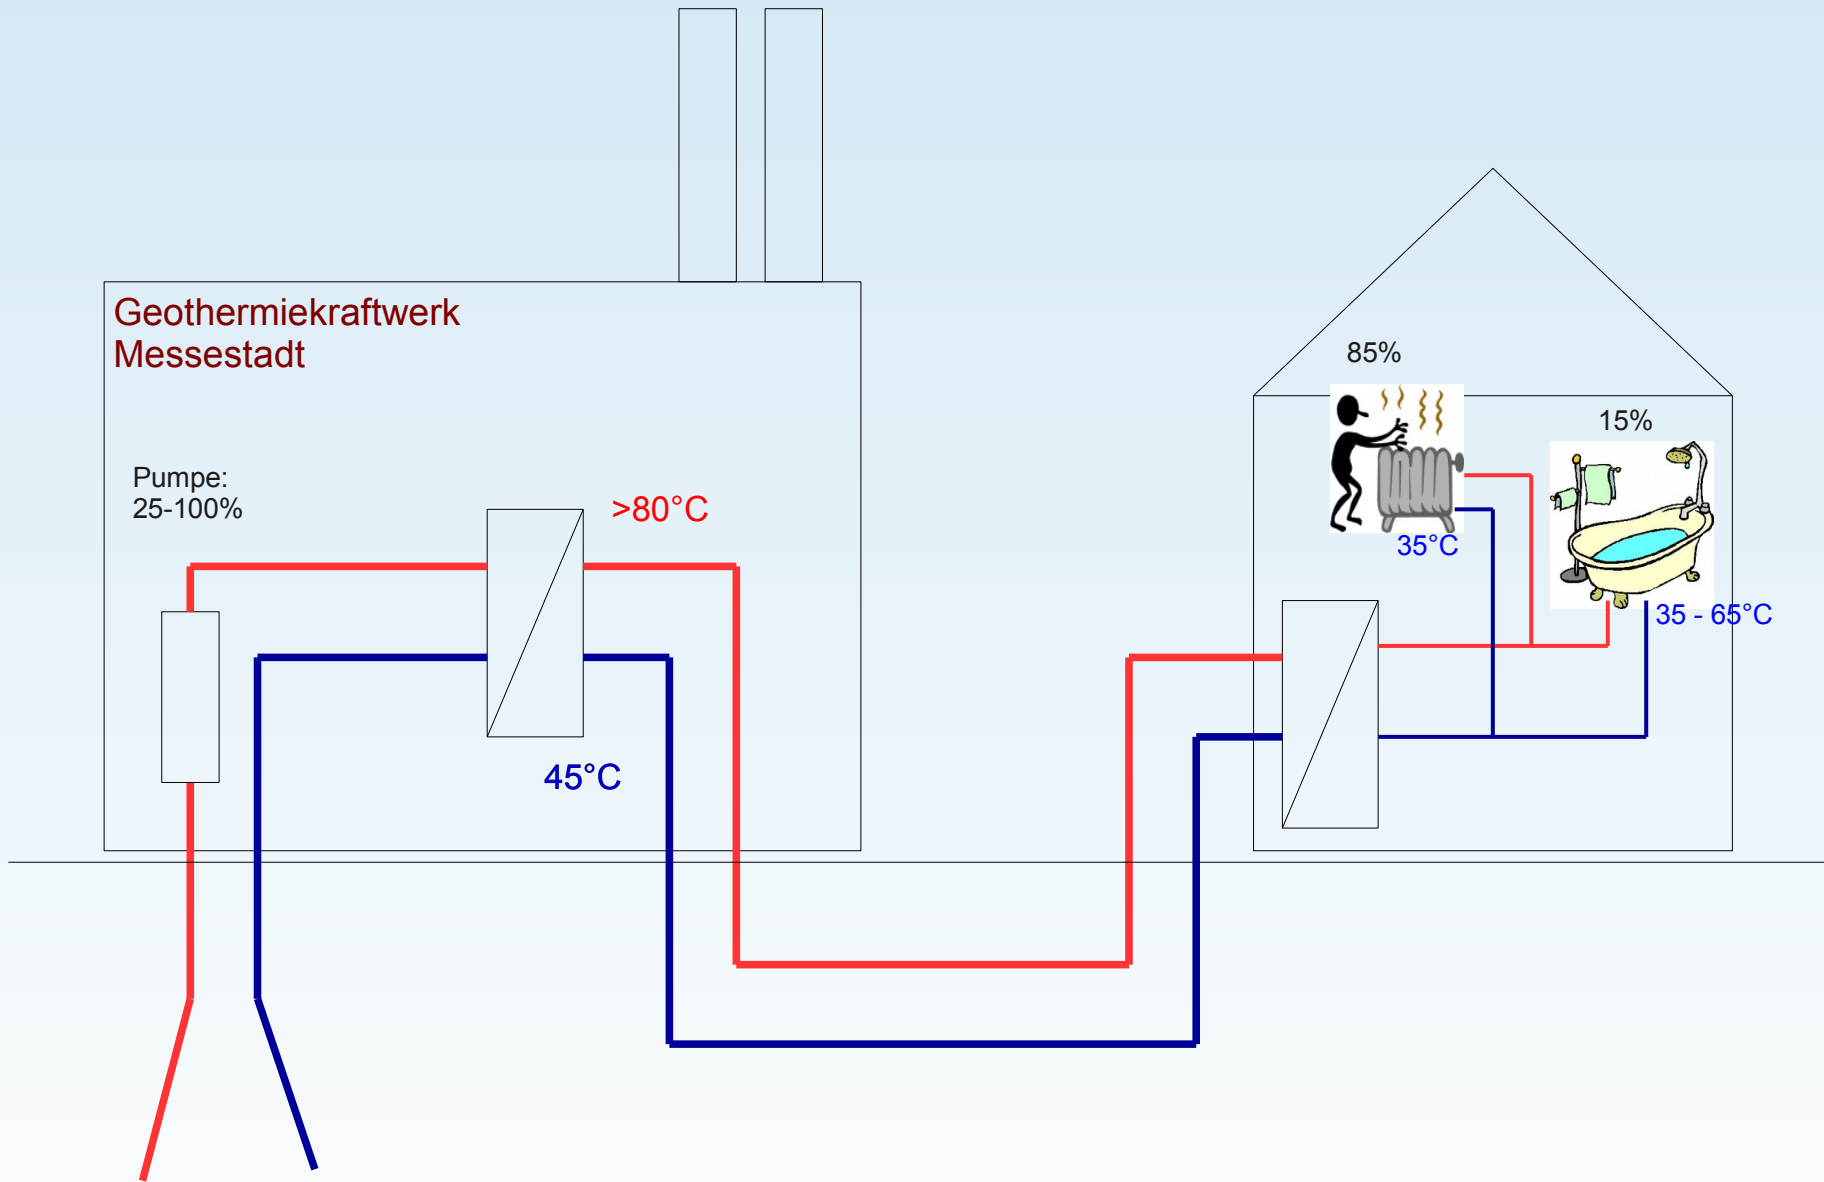 Geothermiekraftwerk
Messestadt
Pumpe:
25-100%
>80°C
45°C
85%
15%
35°C
35 - 65°C